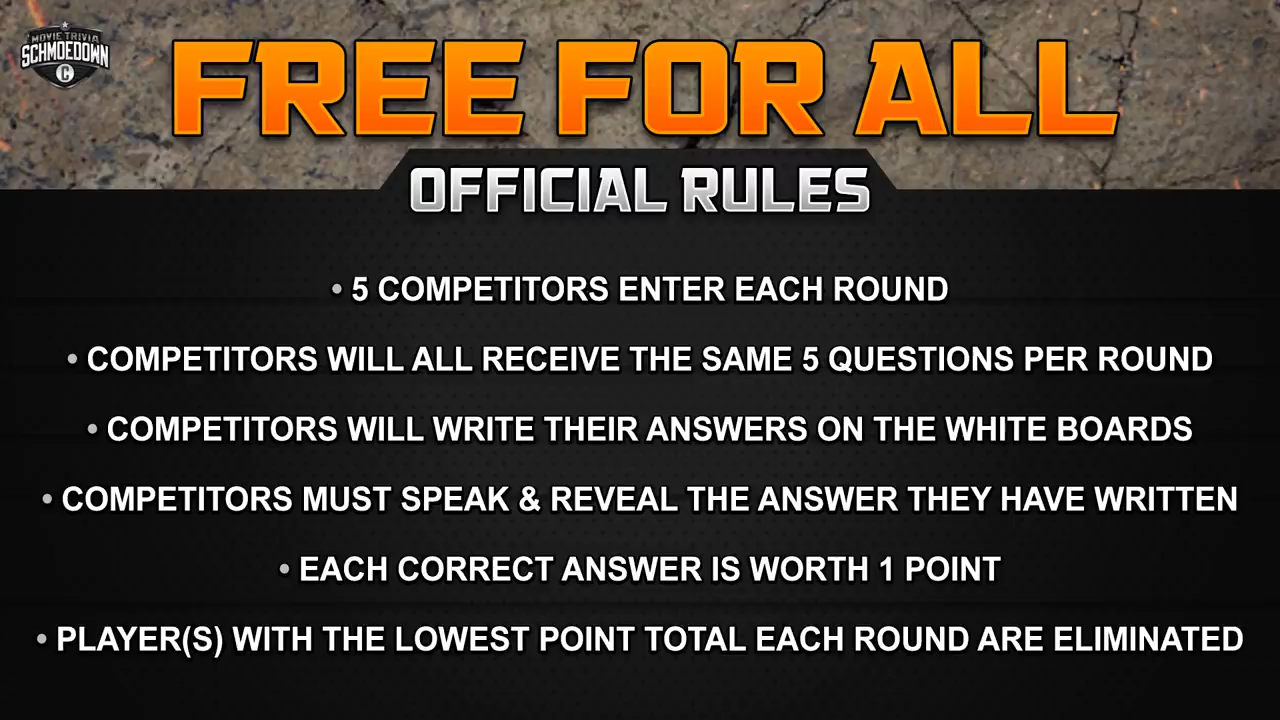 MOVIE TRIVIA
SCHMOEDOWN
C
FREE FOR ALL
OFFICIAL RULES
• 5 COMPETITORS ENTER EACH ROUND
• COMPETITORS WILL ALL RECEIVE THE SAME 5 QUESTIONS PER ROUND
• COMPETITORS WILL WRITE THEIR ANSWERS ON THE WHITE BOARDS
• COMPETITORS MUST SPEAK & REVEAL THE ANSWER THEY HAVE WRITTEN
• EACH CORRECT ANSWER IS WORTH 1 POINT
• PLAYER(S) WITH THE LOWEST POINT TOTAL EACH ROUND ARE ELIMINATED